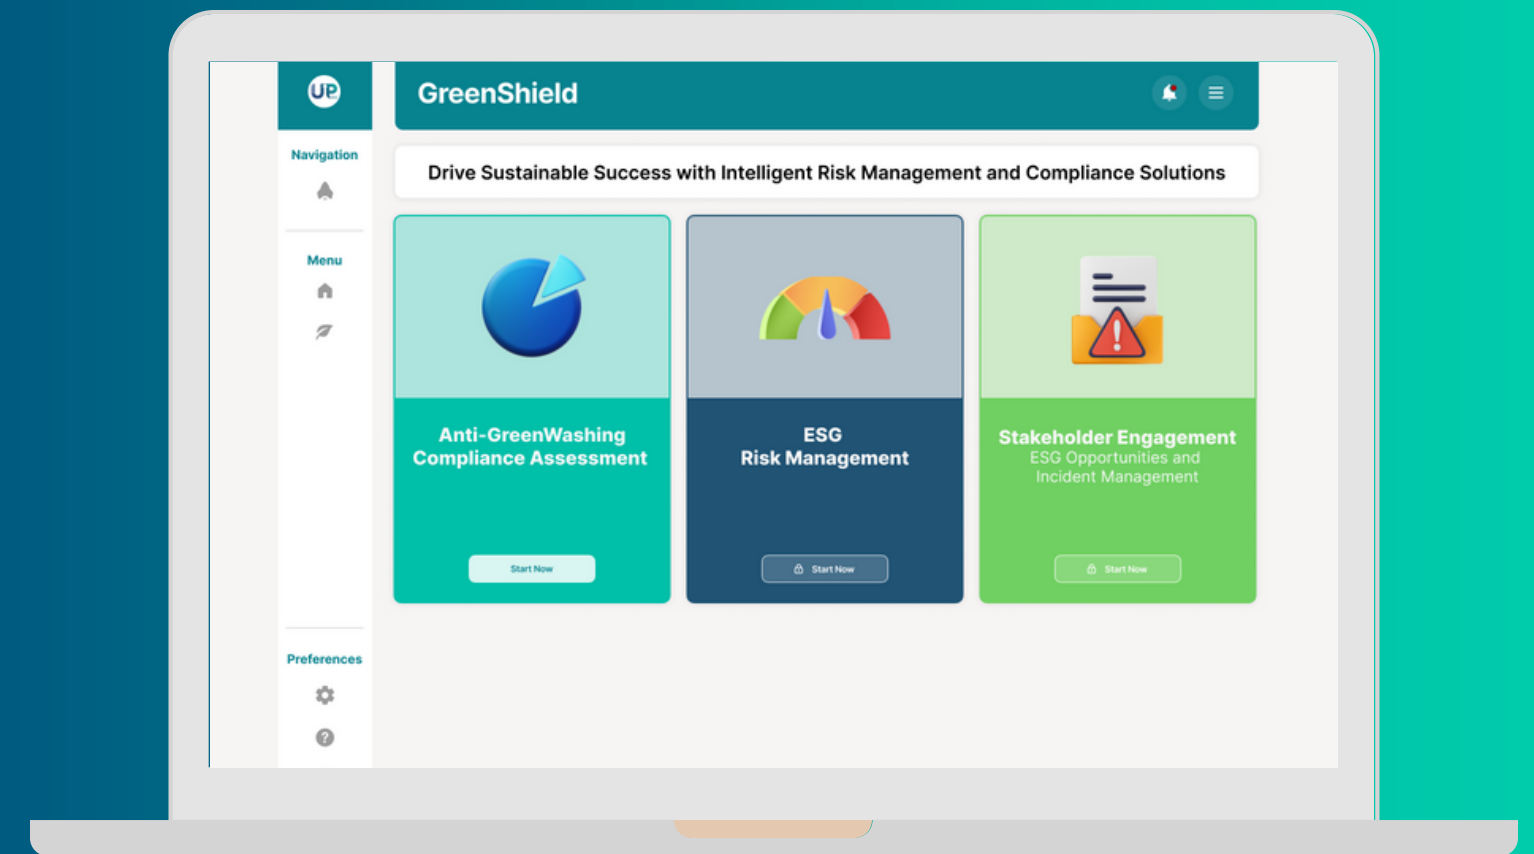 UP
GreenShield
Navigation
Drive Sustainable Success with Intelligent Risk Management and Compliance Solutions
Menu
Anti-GreenWashing
Compliance Assessment
Start Now
ESG
Risk Management
Start Now
Stakeholder Engagement
ESG Opportunities and
Incident Management
Start Now
Preferences
?